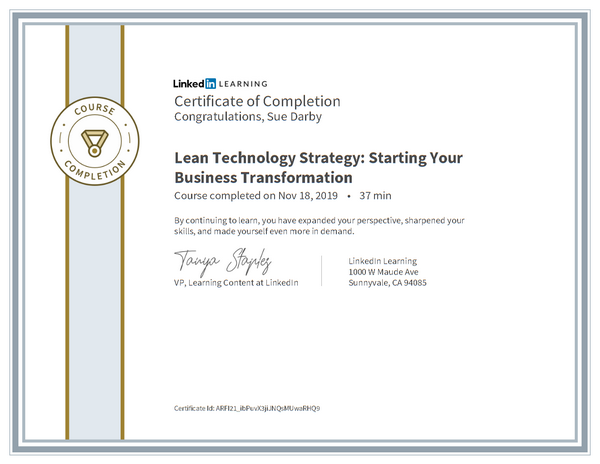 COURSE
COMPLETION
Linked in LEARNING
Certificate of Completion
Congratulations, Sue Darby
Lean Technology Strategy: Starting Your
Business Transformation
Course completed on Nov 18, 2019 • 37 min
By continuing to learn, you have expanded your perspective, sharpened your
skills, and made yourself even more in demand.
Tanya Staples
VP, Learning Content at LinkedIn
LinkedIn Learning
1000 W Maude Ave
Sunnyvale, CA 94085
Certificate Id: